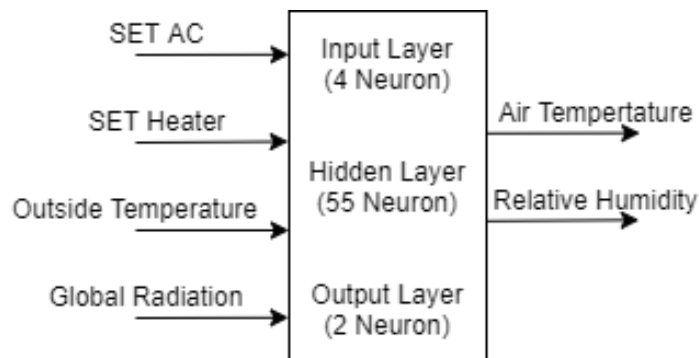 SET AC
SET Heater
Outside Temperature
Global Radiation
Input Layer
(4 Neuron)
Hidden Layer
(55 Neuron)
Output Layer
(2 Neuron)
Air Tempertature
Relative Humidity